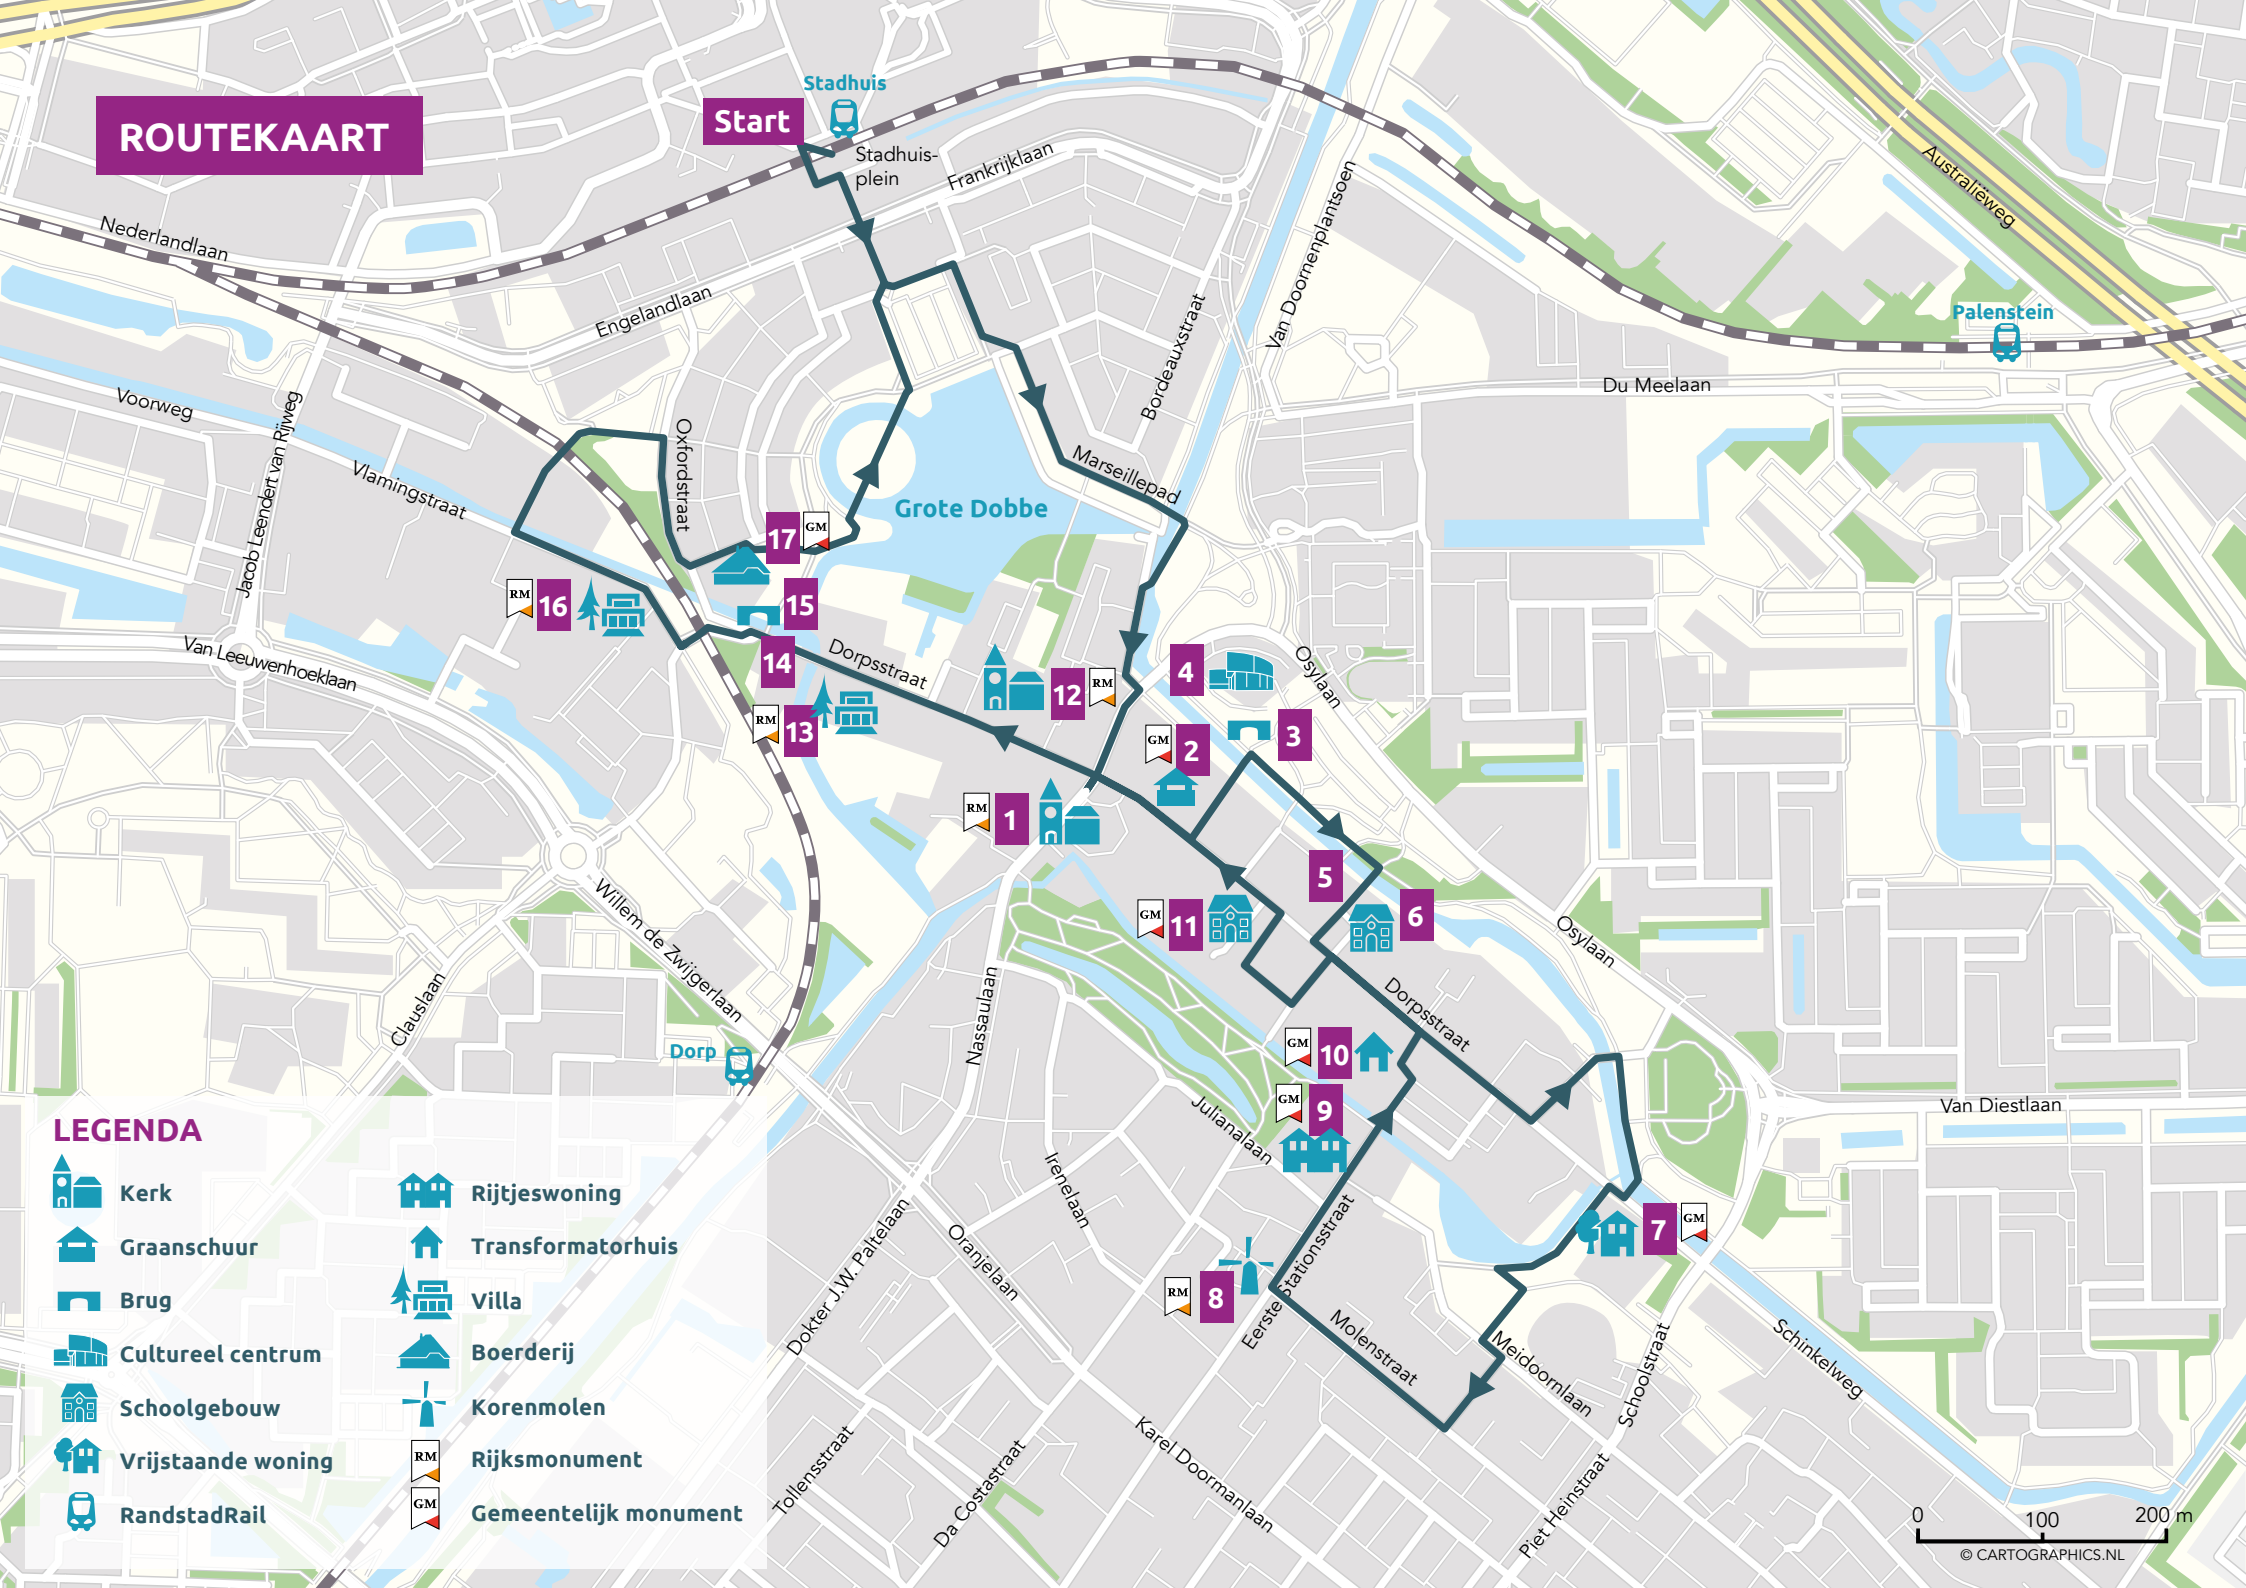 ROUTEKAART
Start
Stadhuis
Stadhuis-
plein
Frankrijklaan
Nederlandlaan
Engelandlaan
Van Doornenplantsoen
Bordeauxstraat
Australiëweg
Palenstein
Du Meelaan
Voorweg
Jacob Leendert van Rijweg
Vlamingstraat
Oxfordstraat
Marseillepad
Grote Dobbe
17
GM
RM
16
15
14
Dorpsstraat
RM
13
12
RM
4
Osylaan
GM
2
3
RM
1
Van Leeuwenhoeklaan
5
6
GM
11
Osylaan
Willem de Zwijgerlaan
Clauslaan
Nassaulaan
Dorp
Dorpsstraat
GM
10
GM
9
Julianalaan
Van Diestlaan
Irenelaan
7
GM
RM
8
Eerste Stationsstraat
Molenstraat
Meidoornlaan
Schoolstraat
Schinkelweg
Dokter J.W. Paltelaan
Oranjelaan
Karel Doormanlaan
Tollensstraat
Da Costastraat
Piet Heinstraat
LEGENDA
Kerk
Graanschuur
Brug
Cultureel centrum
Schoolgebouw
Vrijstaande woning
RandstadRail
Rijtjeswoning
Transformatorhuis
Villa
Boerderij
Korenmolen
RM
Rijksmonument
GM
Gemeentelijk monument
0 100 200 m
© CARTOGRAPHICS.NL